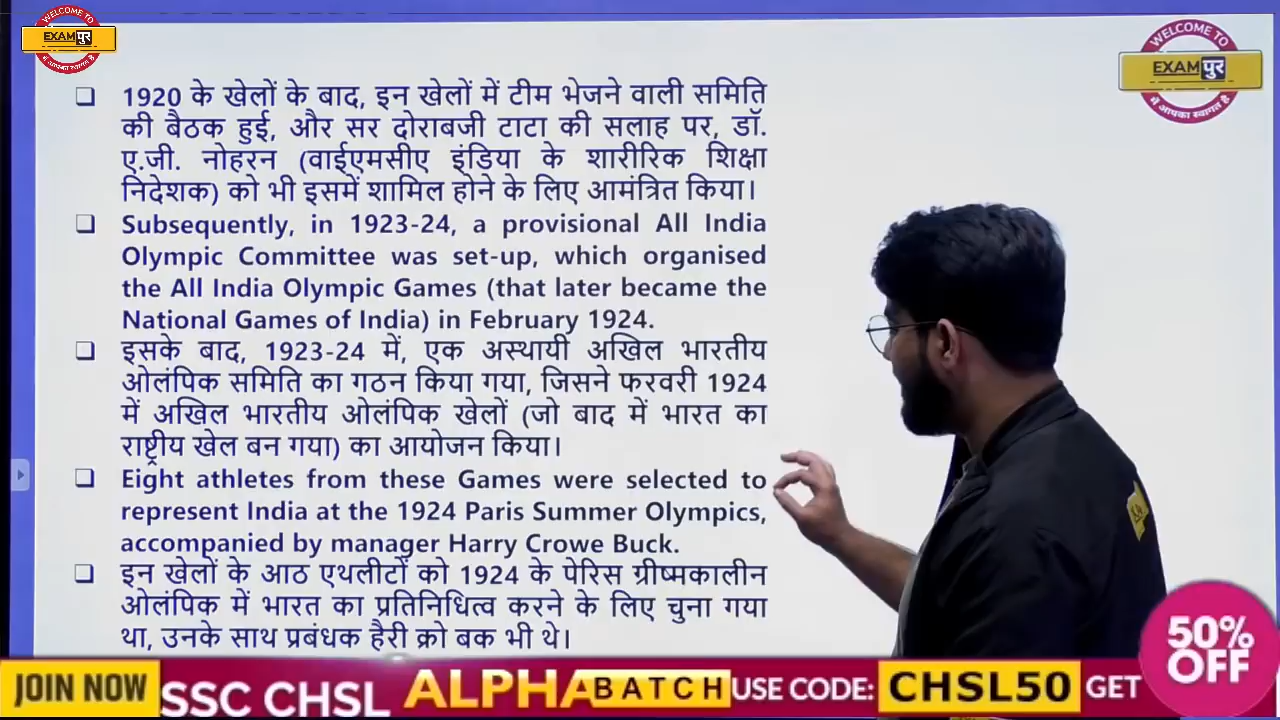 WELCOME TO
EXAMपुर
में आपका स्वागत है
WELCOME TO
EXAMपुर
में आपका स्वागत है
1920 के खेलों के बाद, इन खेलों में टीम भेजने वाली समिति
की बैठक हुई, और सर दोराबजी टाटा की सलाह पर, डॉ.
ए.जी. नोहरन (वाईएमसीए इंडिया के शारीरिक शिक्षा
निदेशक) को भी इसमें शामिल होने के लिए आमंत्रित किया।
Subsequently, in 1923-24, a provisional All India
Olympic Committee was set-up, which organised
the All India Olympic Games (that later became the
National Games of India) in February 1924.
इसके बाद, 1923-24 में, एक अस्थायी अखिल भारतीय
ओलंपिक समिति का गठन किया गया, जिसने फरवरी 1924
में अखिल भारतीय ओलंपिक खेलों (जो बाद में भारत का
राष्ट्रीय खेल बन गया) का आयोजन किया।
Eight athletes from these Games were selected to
represent India at the 1924 Paris Summer Olympics,
accompanied by manager Harry Crowe Buck.
इन खेलों के आठ एथलीटों को 1924 के पेरिस ग्रीष्मकालीन
ओलंपिक में भारत का प्रतिनिधित्व करने के लिए चुना गया
था, उनके साथ प्रबंधक हैरी क्रो बक भी थे।
JOIN NOW SSC CHSL ALPHA BATCH USE CODE: CHSL50 GET
50%
OFF